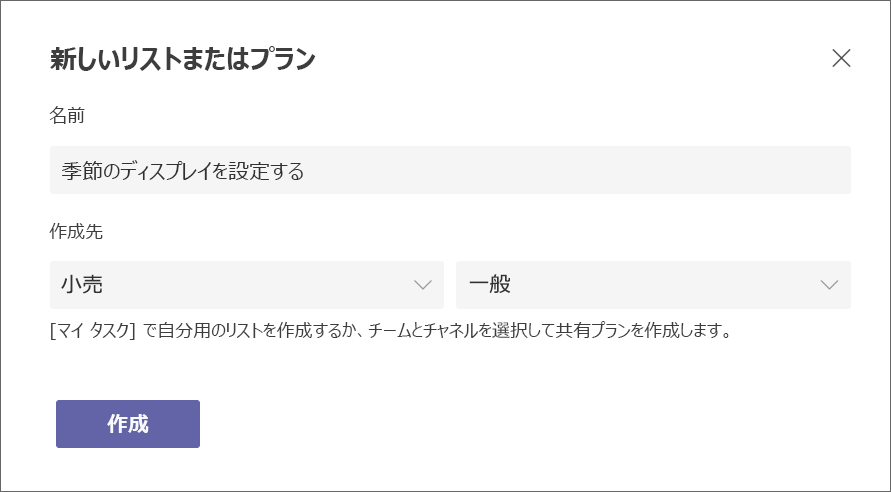 新しいリストまたはプラン
名前
季節のディスプレイを設定する
作成先
小売
一般
[マイ タスク] で自分用のリストを作成するか、チームとチャネルを選択して共有プランを作成します。
作成